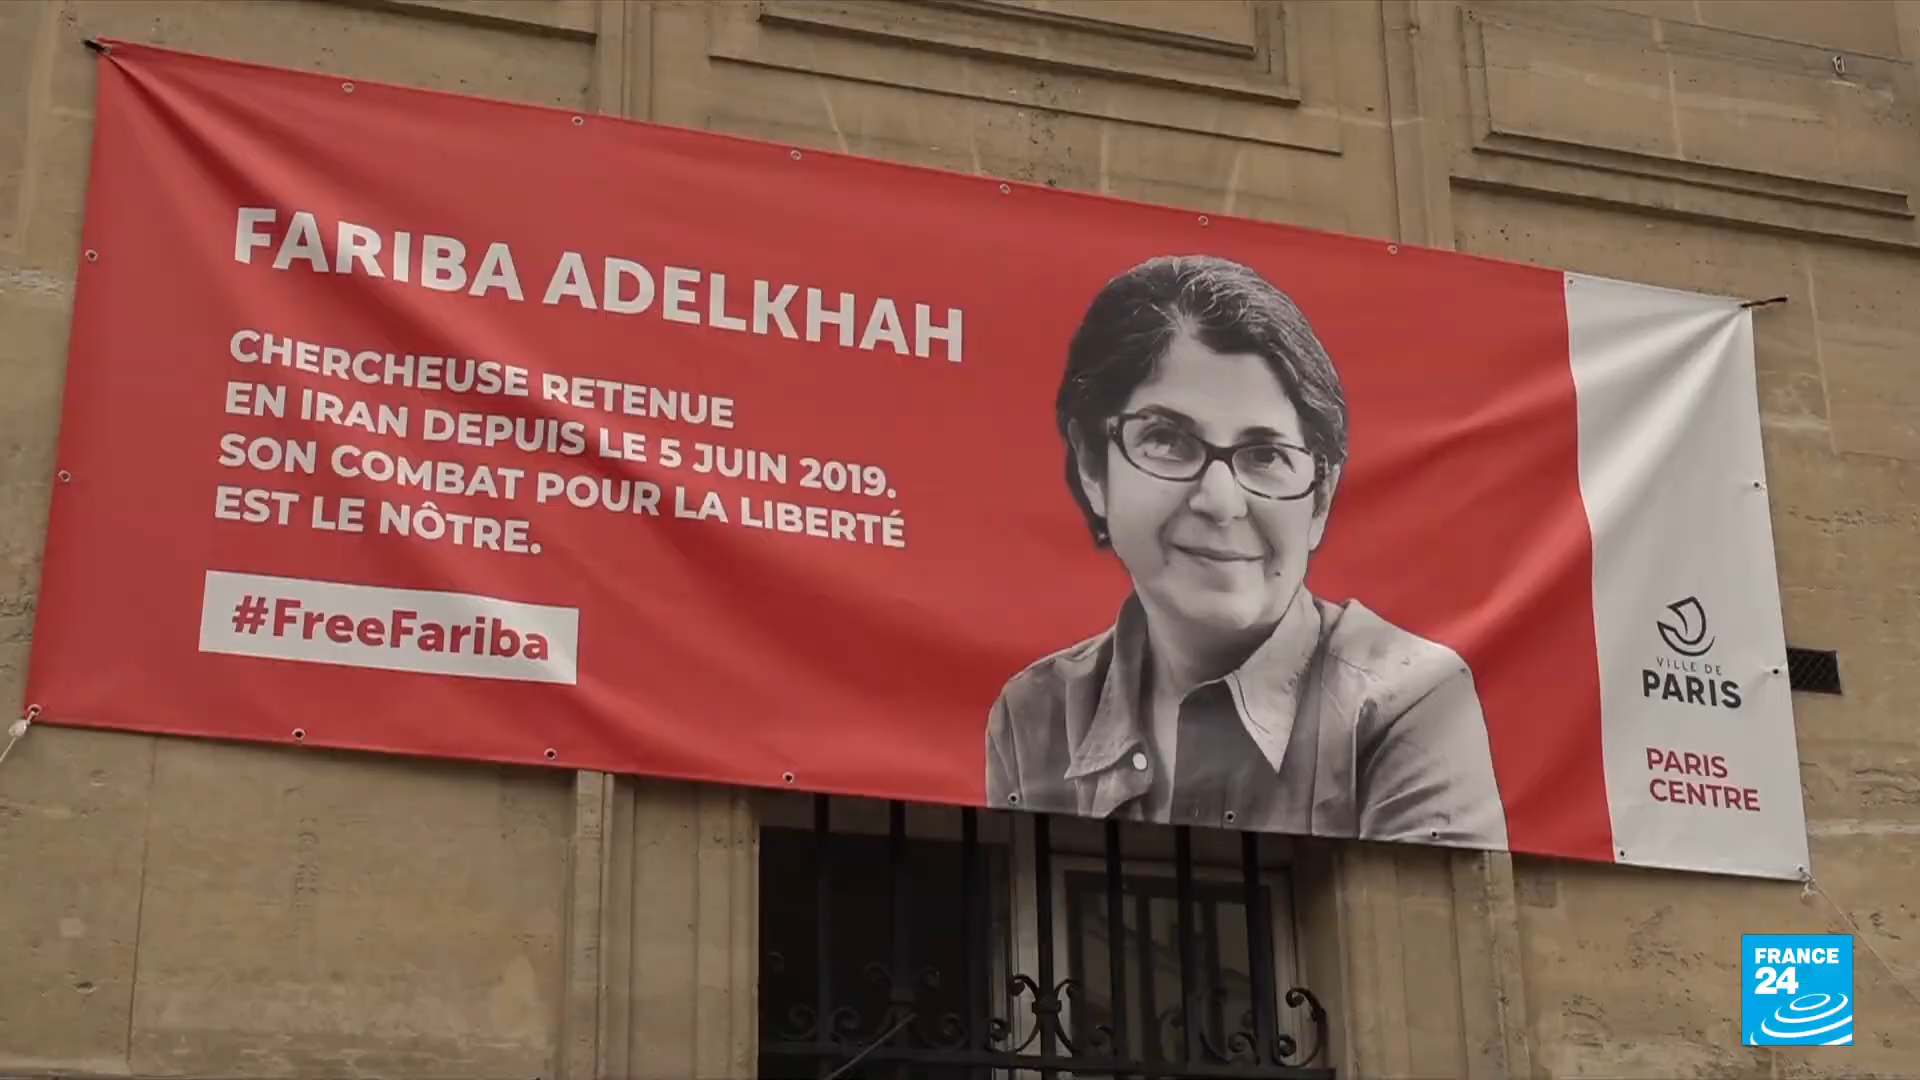 FARIBA ADELKHAH
CHERCHEUSE RETENUE
EN IRAN DEPUIS LE 5 JUIN 2019.
SON COMBAT POUR LA LIBERTÉ
EST LE NÔTRE.
#FreeFariba
VILLE DE
PARIS
PARIS
CENTRE
FRANCE
24